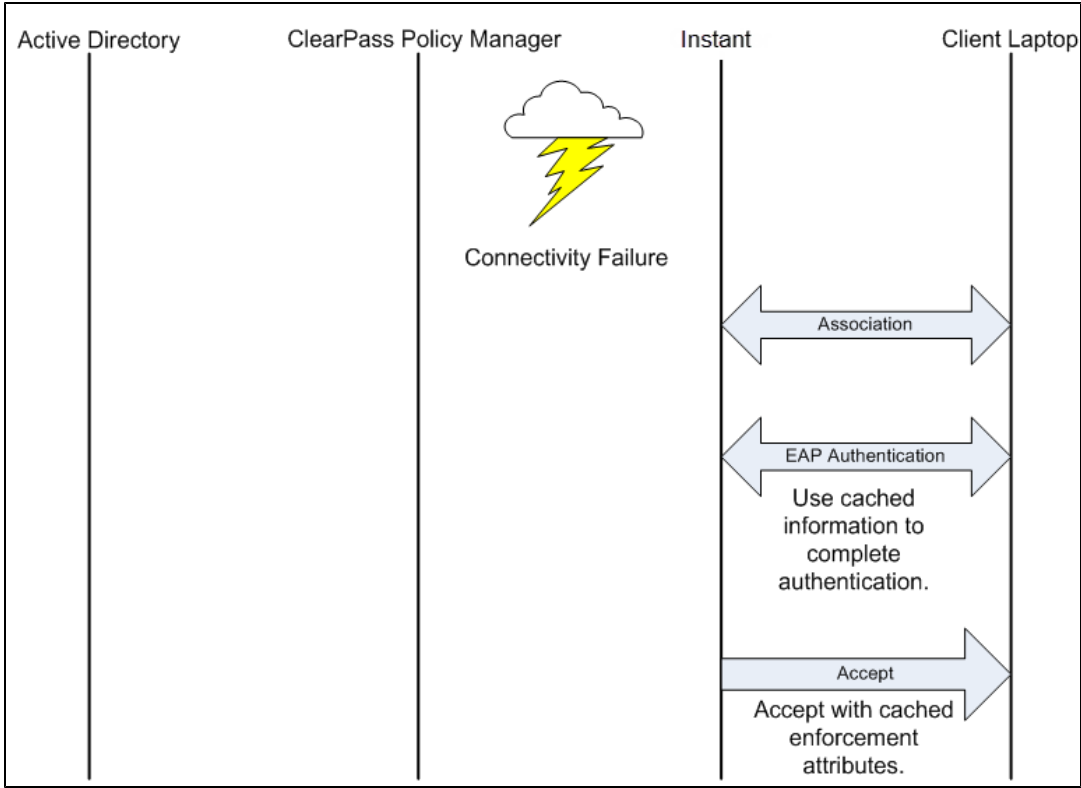 Active Directory
ClearPass Policy Manager
Instant
Client Laptop
Connectivity Failure
Association
EAP Authentication
Use cached
information to
complete
authentication.
Accept
Accept with cached
enforcement
attributes.